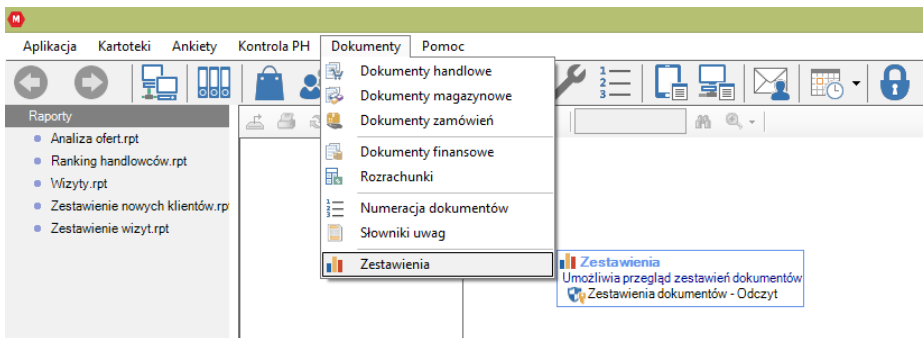 M
Aplikacja Kartoteki Ankiety Kontrola PH Dokumenty Pomoc
Dokumenty handlowe
Dokumenty magazynowe
Dokumenty zamówień
Dokumenty finansowe
Rozrachunki
Numeracja dokumentów
Słowniki uwag
Zestawienia
Raporty
Analiza ofert.rpt
Ranking handlowców.rpt
Wizyty.rpt
Zestawienie nowych klientów.rp
Zestawienie wizyt.rpt
Zestawienia
Umożliwia przegląd zestawień dokumentów
Zestawienia dokumentów - Odczyt